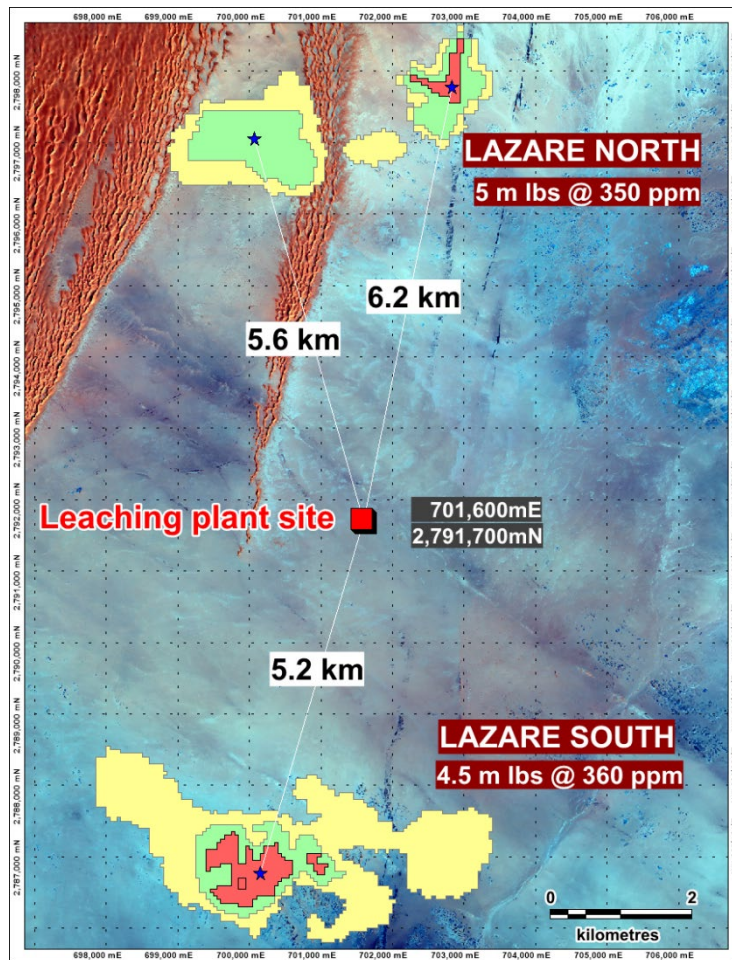 698,000 mE 699,000 mE 700,000 mE 701,000 mE 702,000 mE 703,000 mE 704,000 mE 705,000 mE 706,000 mE
2,798,000 mN
2,797,000 mN
LAZARE NORTH
5 m lbs @ 350 ppm
2,796,000 mN
2,795,000 mN
6.2 km
5.6 km
2,794,000 mN
2,793,000 mN
2,792,000 mN
Leaching plant site
701,600mE
2,791,700mN
2,791,000 mN
2,790,000 mN
5.2 km
2,789,000 mN
LAZARE SOUTH
4.5 m lbs @ 360 ppm
2,788,000 mN
2,787,000 mN
0 2
kilometres
698,000 mE 699,000 mE 700,000 mE 701,000 mE 702,000 mE 703,000 mE 704,000 mE 705,000 mE 706,000 mE